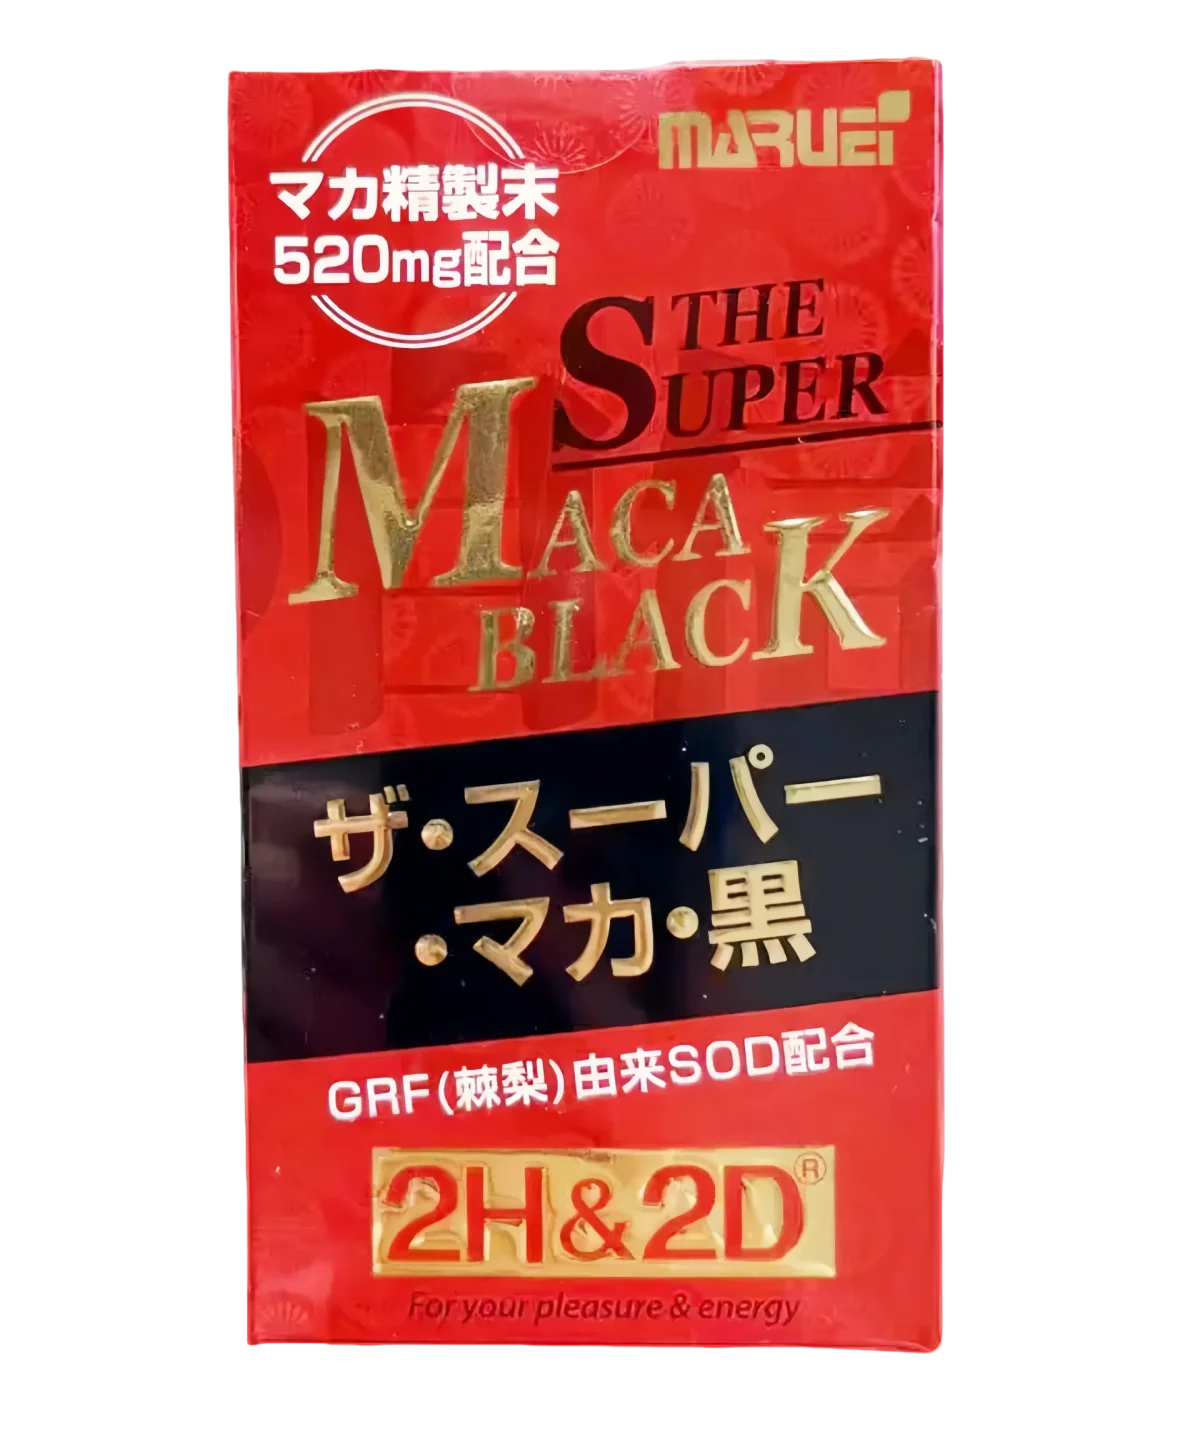 MARUEI
マカ精製末
520mg配合
THE
SUPER
MACA
BLACK
ザ・スーパー
・マカ・黒
GRF(棘梨)由来SOD配合
2H&2D®
For your pleasure & energy